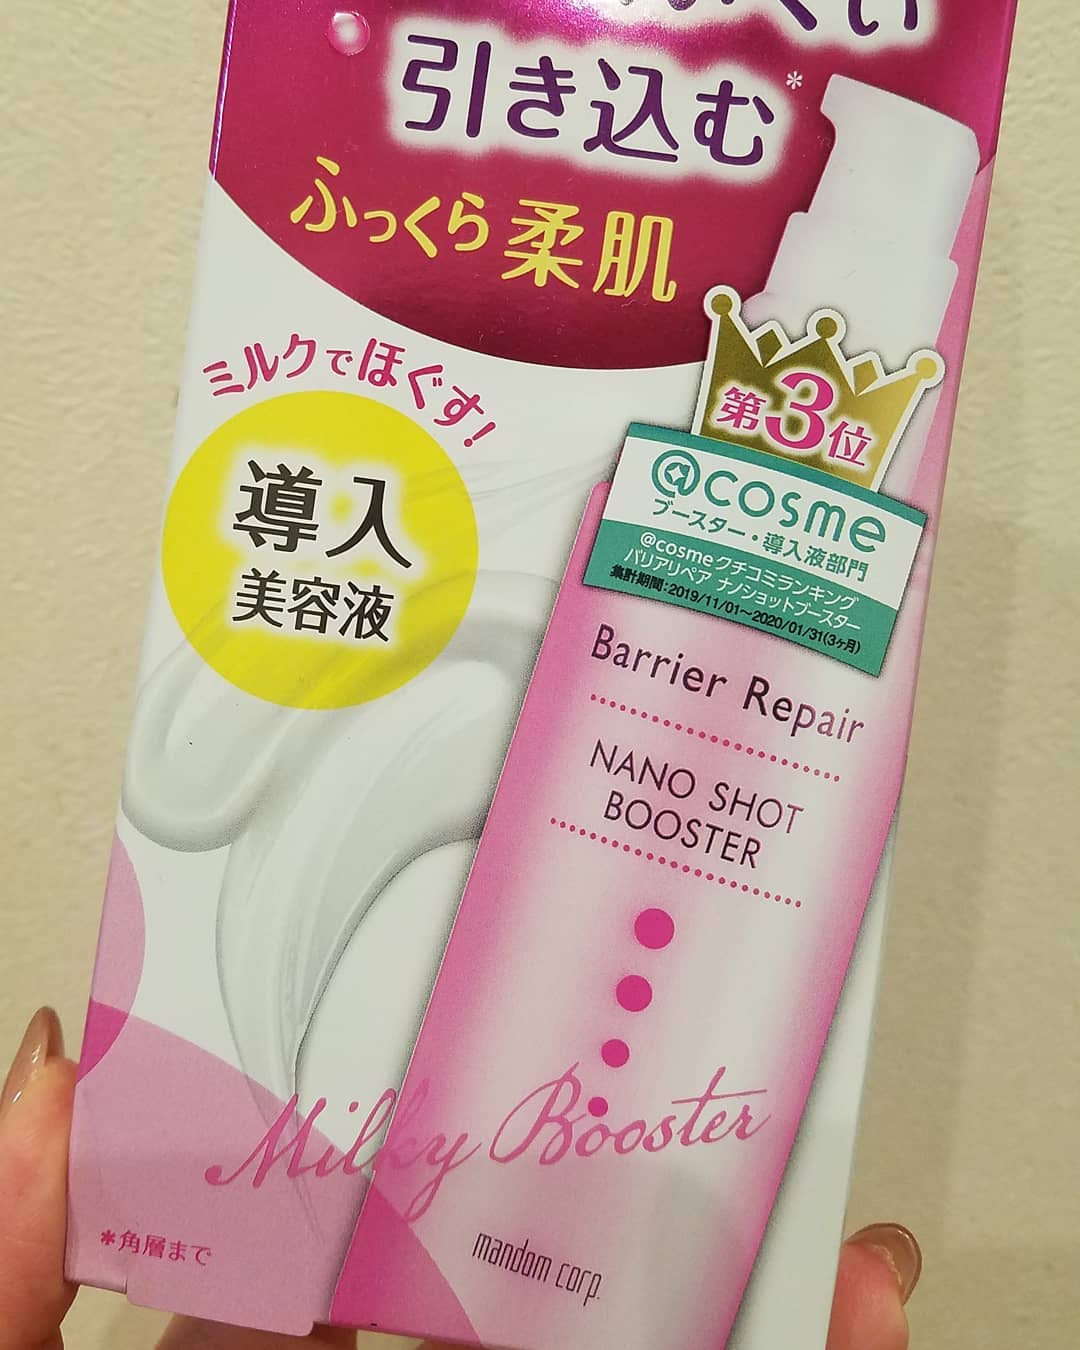 引き込む*
ふっくら柔肌
ミルクでほぐす!
導入
美容液
第3位
@cosme
ブースター・導入液部門
@cosmeクチコミランキング
バリアリペア ナノショットブースター
集計期間:2019/11/01～2020/01/31(3ヶ月)
Barrier Repair
NANO SHOT
BOOSTER
Milky Booster
*角層まで
mandom corp.